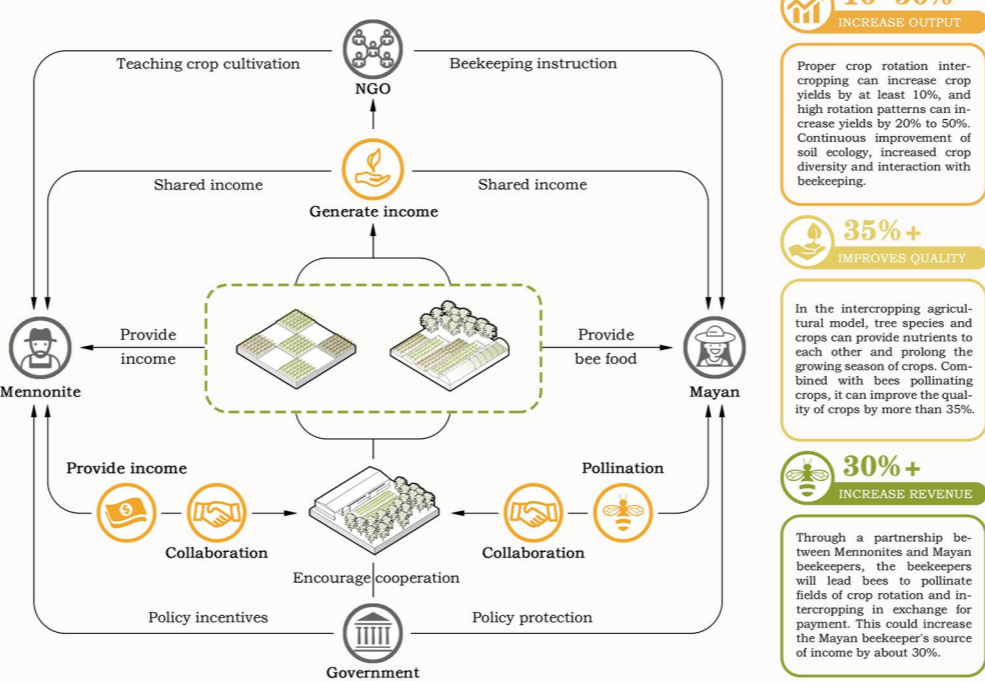 Teaching crop cultivation
Beekeeping instruction
NGO
Shared income
Shared income
Generate income
Provide
income
Provide
bee food
Mennonite
Mayan
Provide income
Pollination
Collaboration
Collaboration
Encourage cooperation
Policy incentives
Policy protection
Government
INCREASE OUTPUT
Proper crop rotation inter-
cropping can increase crop
yields by at least 10%, and
high rotation patterns can in-
crease yields by 20% to 50%.
Continuous improvement of
soil ecology, increased crop
diversity and interaction with
beekeeping.
35%+
IMPROVES QUALITY
In the intercropping agricul-
tural model, tree species and
crops can provide nutrients to
each other and prolong the
growing season of crops. Com-
bined with bees pollinating
crops, it can improve the qual-
ity of crops by more than 35%.
30%+
INCREASE REVENUE
Through a partnership be-
tween Mennonites and Mayan
beekeepers, the beekeepers
will lead bees to pollinate
fields of crop rotation and in-
tercropping in exchange for
payment. This could increase
the Mayan beekeeper's source
of income by about 30%.